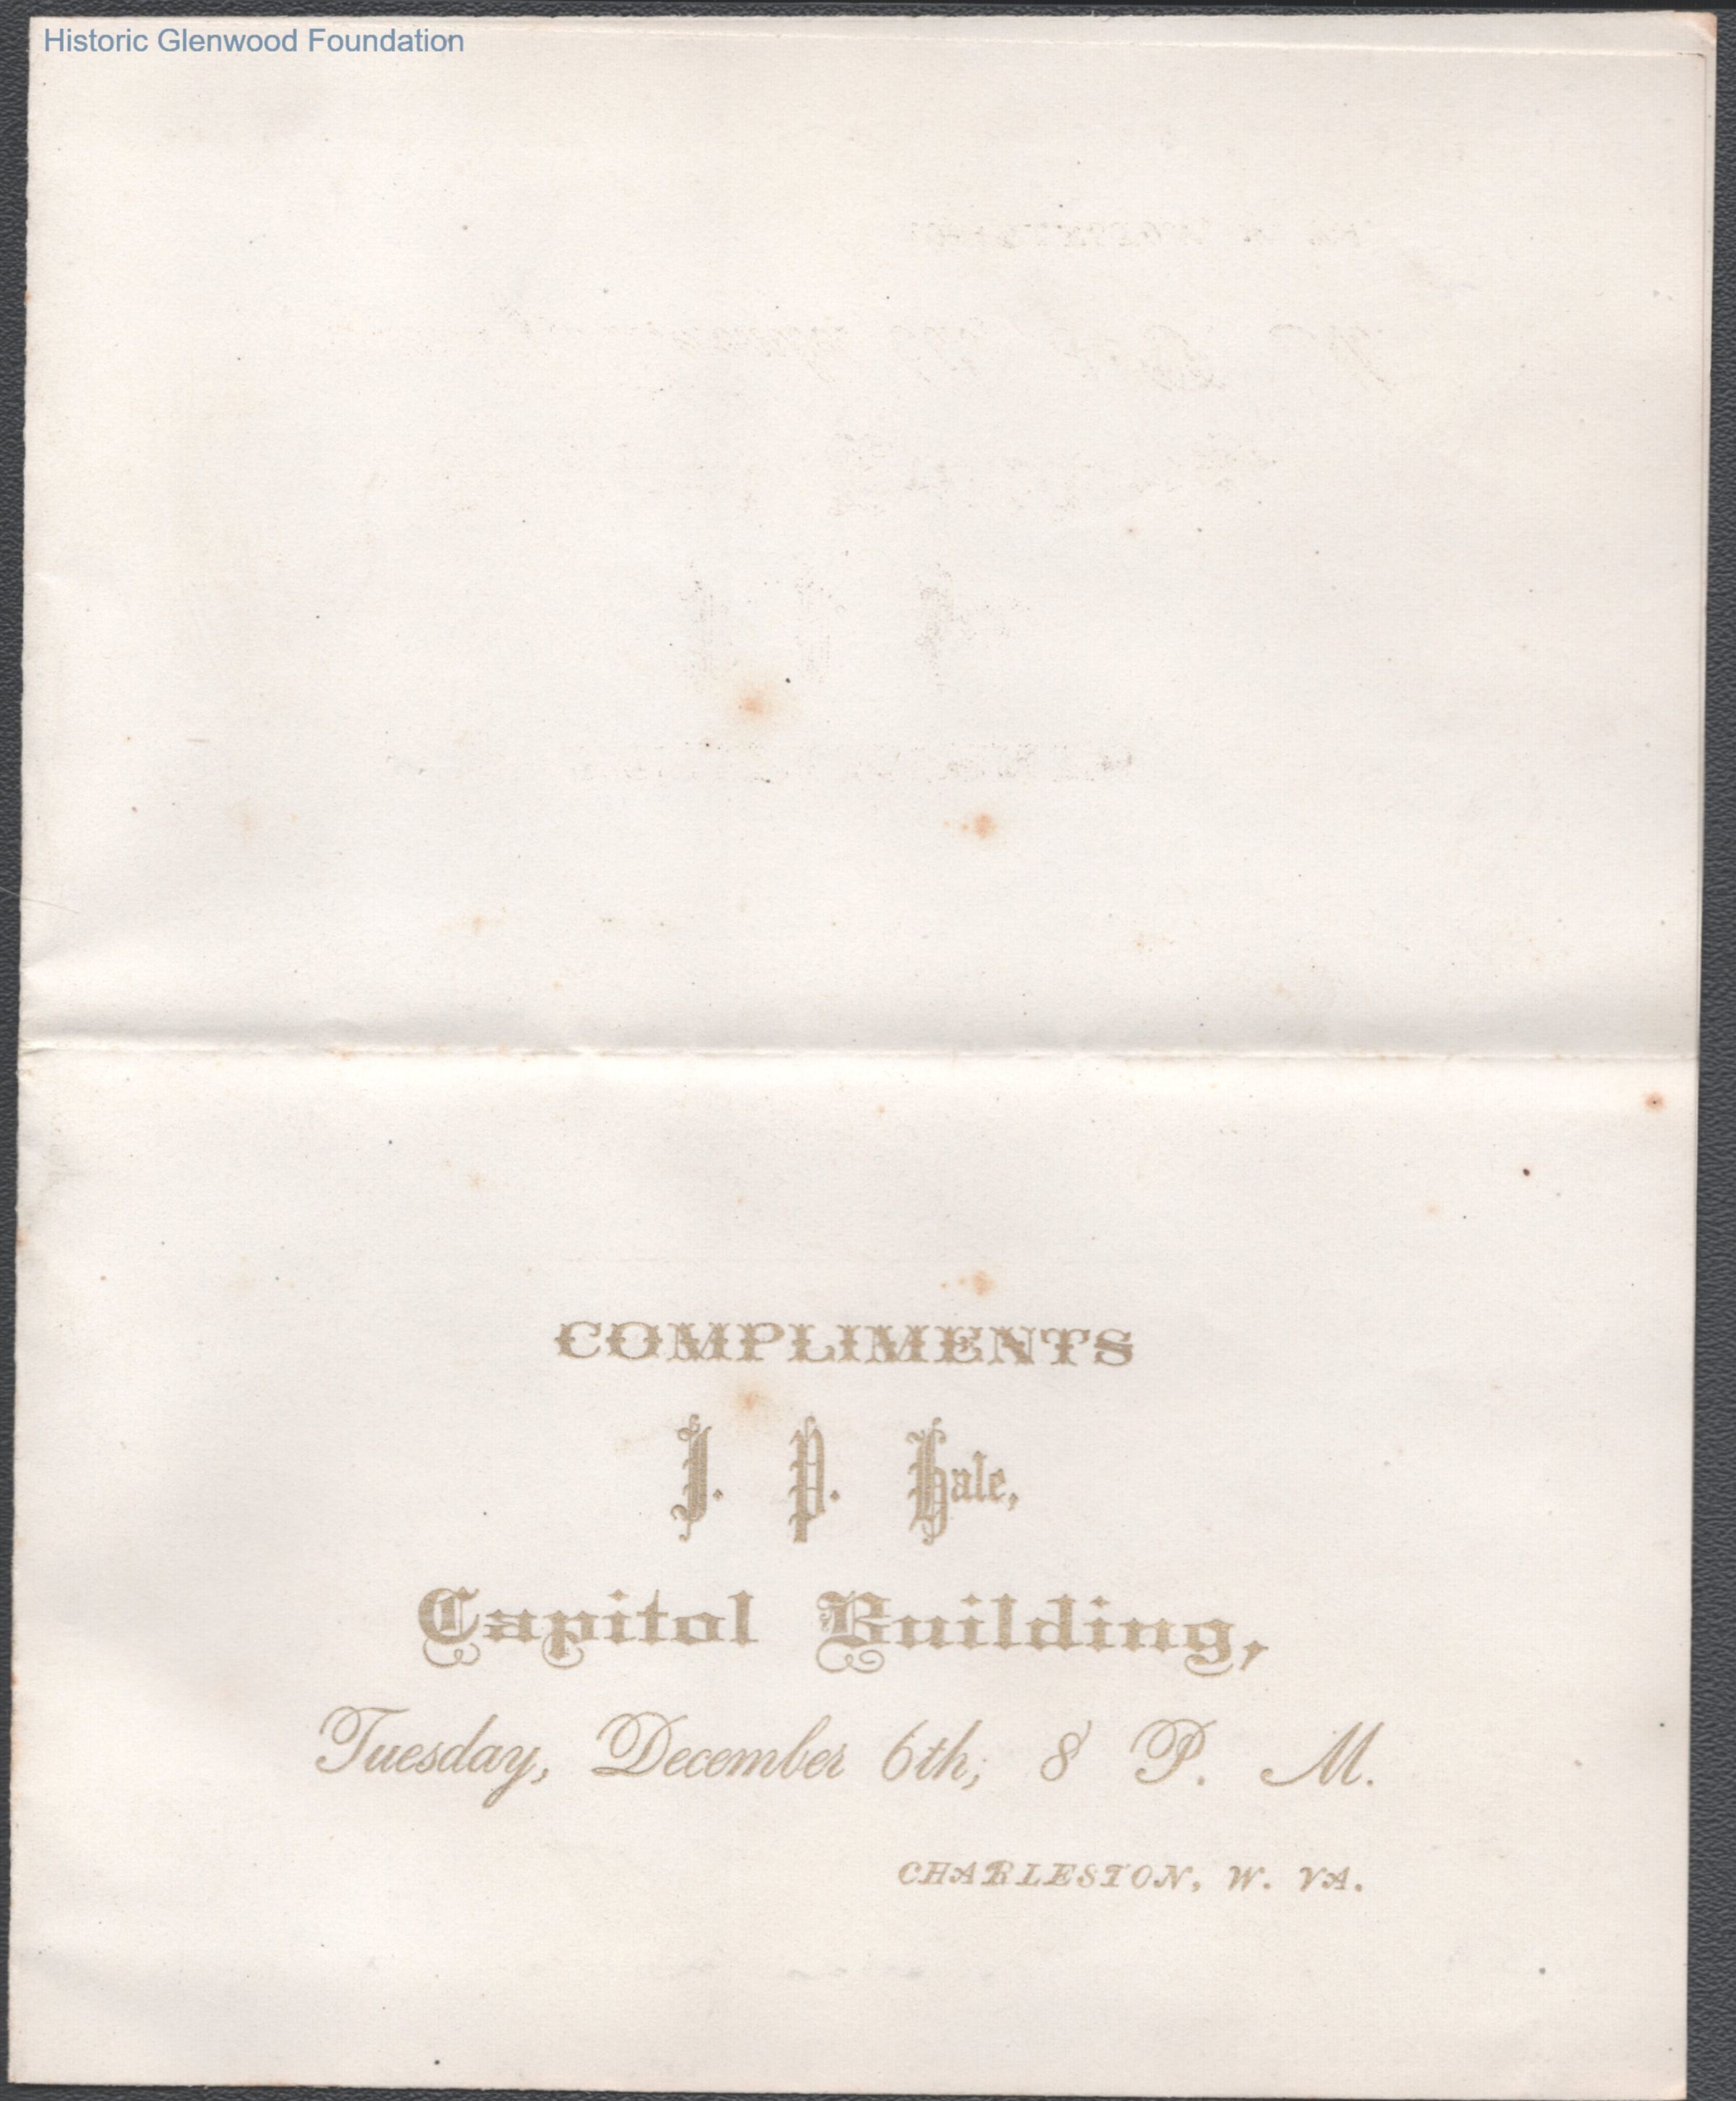 Historic Glenwood Foundation
COMPLIMENTS
J. P. Hale,
Capitol Building,
Tuesday, December 6th; 8 P. M.
CHARLESTON, W. VA.